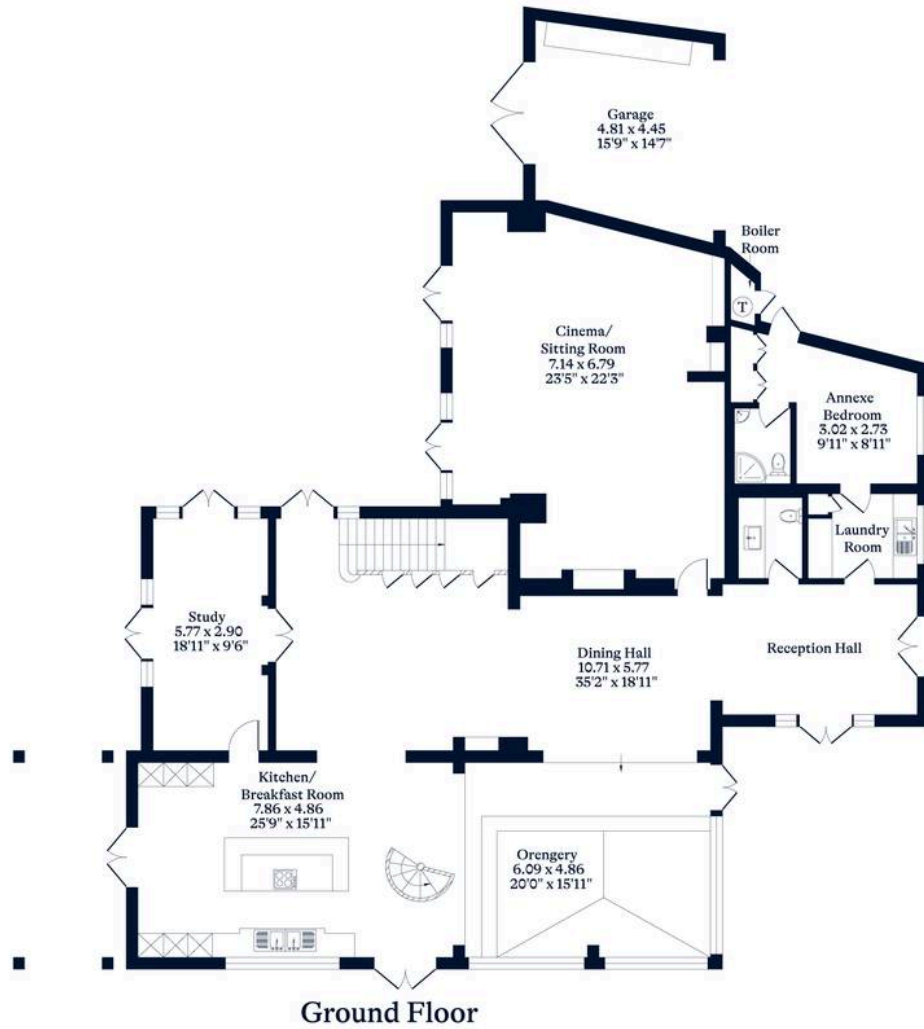 Garage
4.81 x 4.45
15'9" x 14'7"
Boiler
Room
T
Cinema/
Sitting Room
7.14 x 6.79
23'5" x 22'3"
Annexe
Bedroom
3.02 x 2.73
9'11" x 8'11"
Laundry
Room
Study
5.77 x 2.90
18'11" x 9'6"
Dining Hall
10.71 x 5.77
35'2" x 18'11"
Reception Hall
Kitchen/
Breakfast Room
7.86 x 4.86
25'9" x 15'11"
Orengery
6.09 x 4.86
20'0" x 15'11"
Ground Floor